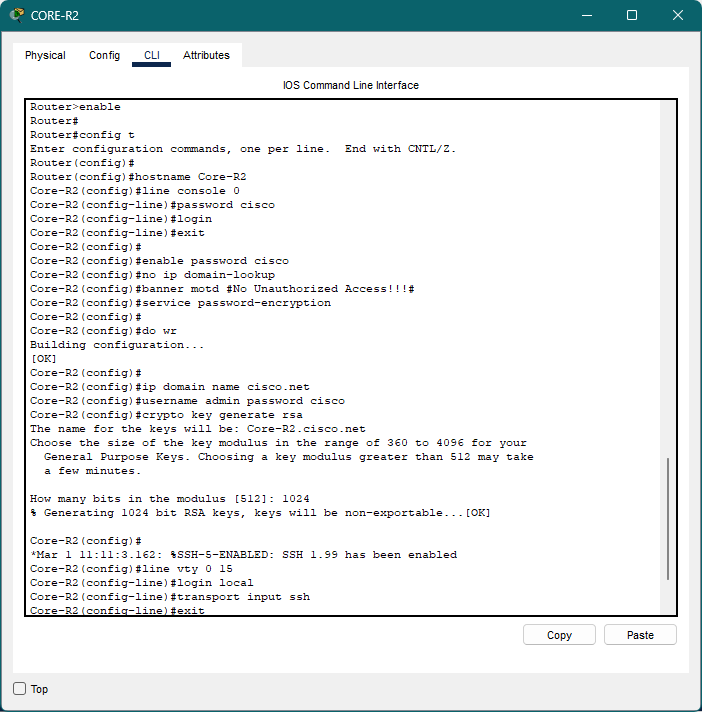 CORE-R2
Physical Config CLI Attributes
IOS Command Line Interface
Router>enable
Router#
Router#config t
Enter configuration commands, one per line.  End with CNTL/Z.
Router(config)#
Router(config)#hostname Core-R2
Core-R2(config)#line console 0
Core-R2(config-line)#password cisco
Core-R2(config-line)#login
Core-R2(config-line)#exit
Core-R2(config)#
Core-R2(config)#enable password cisco
Core-R2(config)#no ip domain-lookup
Core-R2(config)#banner motd #No Unauthorized Access!!!#
Core-R2(config)#service password-encryption
Core-R2(config)#
Core-R2(config)#do wr
Building configuration...
[OK]
Core-R2(config)#
Core-R2(config)#ip domain name cisco.net
Core-R2(config)#username admin password cisco
Core-R2(config)#crypto key generate rsa
The name for the keys will be: Core-R2.cisco.net
Choose the size of the key modulus in the range of 360 to 4096 for your
  General Purpose Keys. Choosing a key modulus greater than 512 may take
  a few minutes.
How many bits in the modulus [512]: 1024
% Generating 1024 bit RSA keys, keys will be non-exportable...[OK]
Core-R2(config)#
*Mar 1 11:11:3.162: %SSH-5-ENABLED: SSH 1.99 has been enabled
Core-R2(config)#line vty 0 15
Core-R2(config-line)#login local
Core-R2(config-line)#transport input ssh
Core-R2(config-line)#exit
Copy Paste
Top